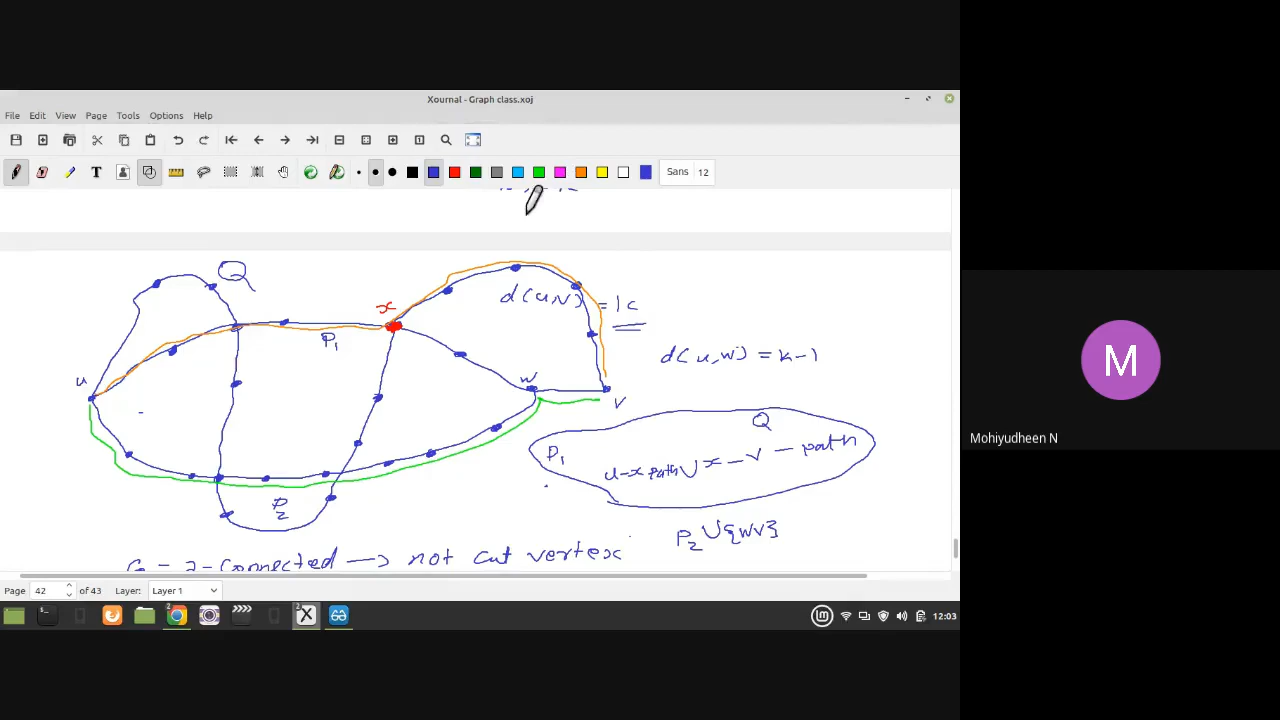 Xournal - Graph class.xoj
File Edit View Page Tools Options Help
T
Sans 12
Q
x
d(u,v) = k
P1
d(u,w) = k-1
u
w
v
Q
P1
u-x path ∪ x-v-path
P2
P2 ∪ {wv}
G - 2-connected → not cut vertex
Page 42 of 43 Layer: Layer 1
12:03
M
Mohiyudheen N